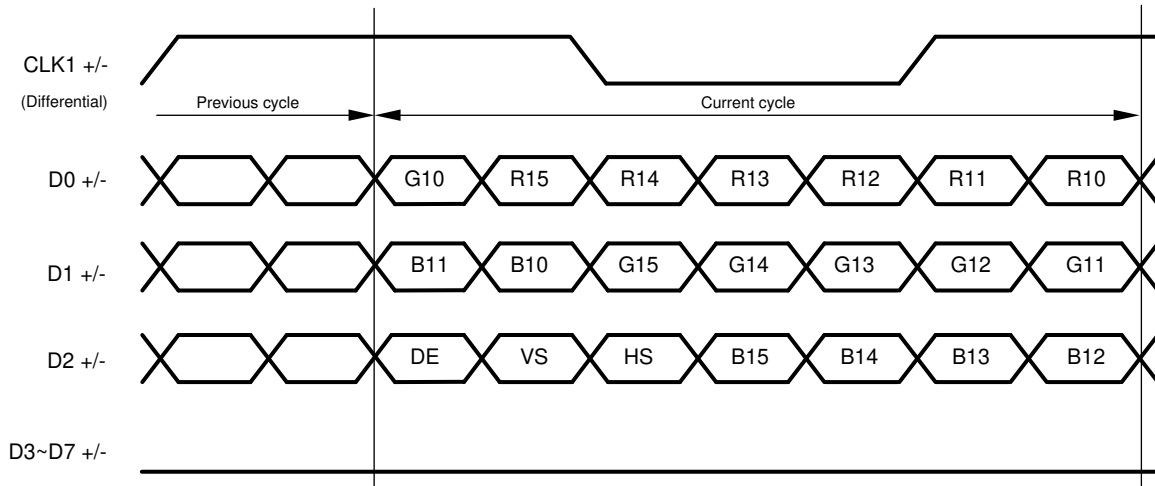 CLK1 +/-
(Differential)
Previous cycle
Current cycle
D0 +/-
G10 R15 R14 R13 R12 R11 R10
D1 +/-
B11 B10 G15 G14 G13 G12 G11
D2 +/-
DE VS HS B15 B14 B13 B12
D3~D7 +/-